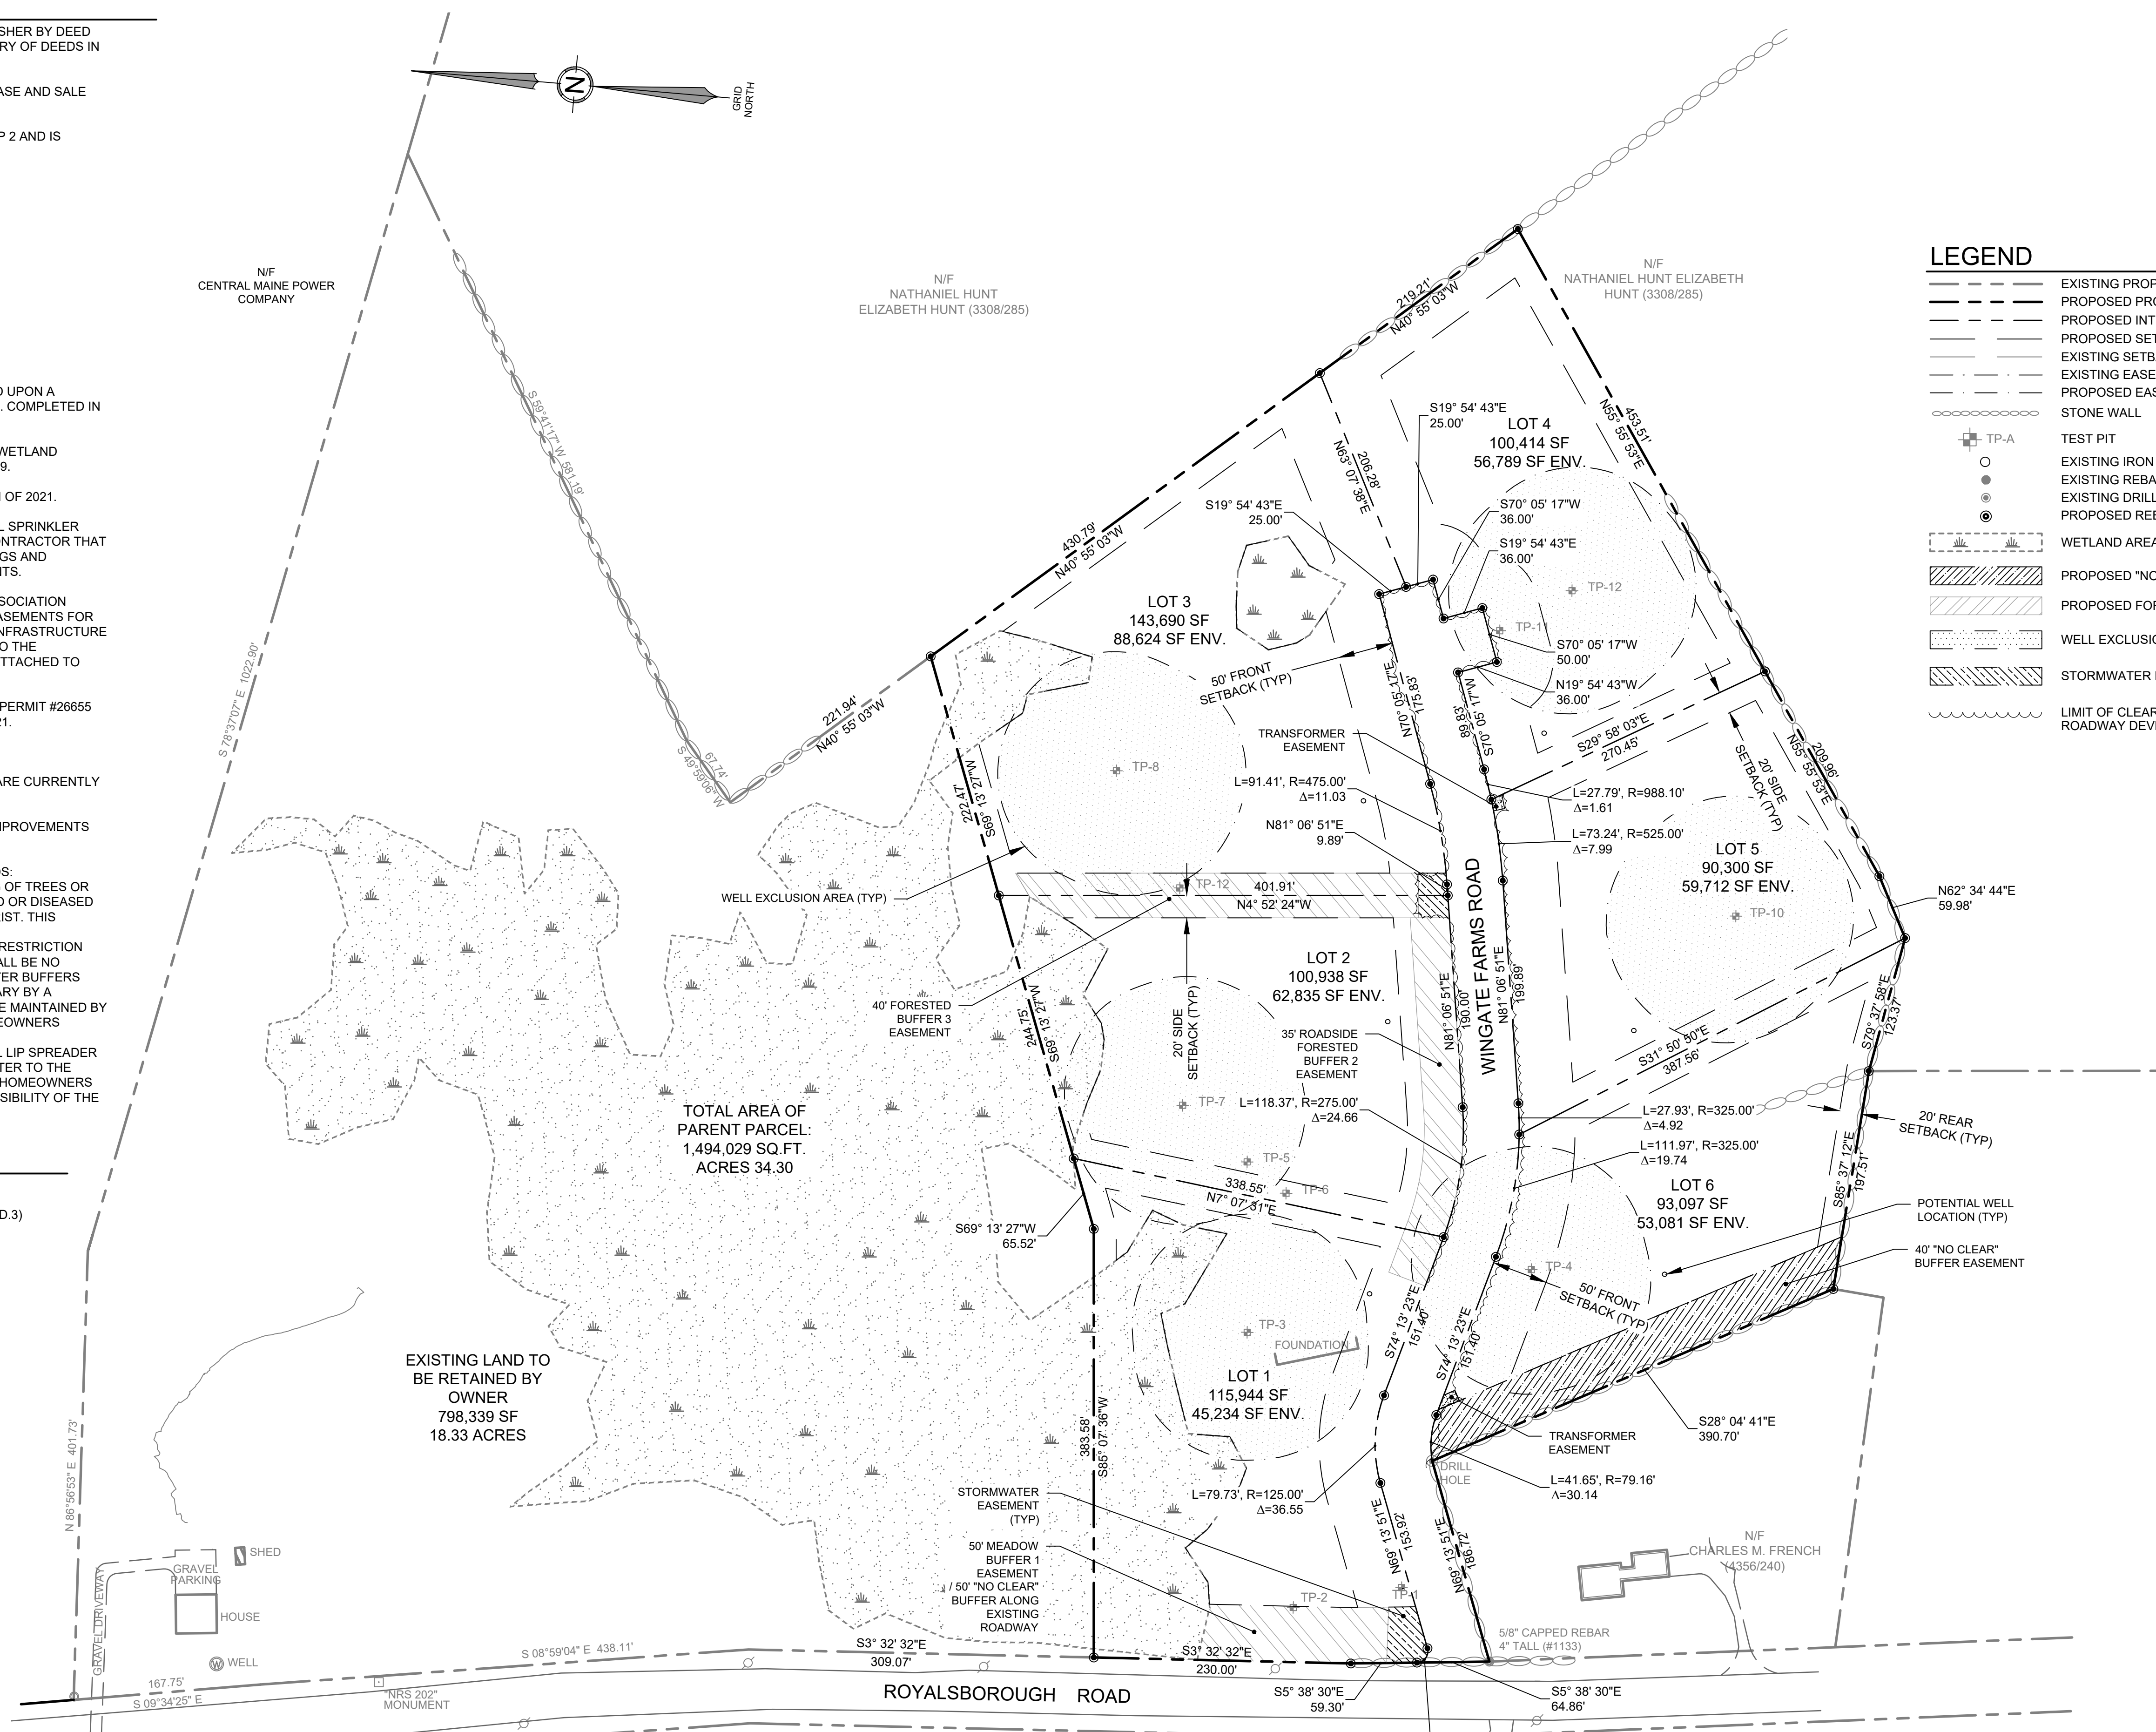 SHER BY DEED
RY OF DEEDS IN
ASE AND SALE
P 2 AND IS
D UPON A
. COMPLETED IN
WETLAND
9.
N OF 2021.
L SPRINKLER
ONTRACTOR THAT
GS AND
NTS.
SOCIATION
ASEMENTS FOR
NFRASTRUCTURE
O THE
TTACHED TO
PERMIT #26655
21.
ARE CURRENTLY
MPROVEMENTS
DS:
G OF TREES OR
D OR DISEASED
LIST. THIS
RESTRICTION
ALL BE NO
TER BUFFERS
ARY BY A
E MAINTAINED BY
EOWNERS
L LIP SPREADER
TER TO THE
HOMEOWNERS
SIBILITY OF THE
D.3)
N
GRID
NORTH
N/F
CENTRAL MAINE POWER
COMPANY
N/F
NATHANIEL HUNT
ELIZABETH HUNT (3308/285)
N/F
NATHANIEL HUNT ELIZABETH
HUNT (3308/285)
LEGEND
EXISTING PROP
PROPOSED PRO
PROPOSED INT
PROPOSED SET
EXISTING SETB
EXISTING EASE
PROPOSED EAS
STONE WALL
TP-A
TEST PIT
EXISTING IRON
EXISTING REBA
EXISTING DRILL
PROPOSED REB
WETLAND AREA
PROPOSED "NO
PROPOSED FOR
WELL EXCLUSIO
STORMWATER
LIMIT OF CLEAR
ROADWAY DEV
S 59°41'17" W 581.19'
S 78°37'07" E 1022.90'
67.74'
S 49°59'06" W
221.94'
N40° 55' 03"W
430.79'
N40° 55' 03"W
219.21'
N40° 55' 03"W
453.51'
N55° 55' 53"E
206.28'
N63° 07' 38"E
S19° 54' 43"E
25.00'
LOT 4
100,414 SF
56,789 SF ENV.
S19° 54' 43"E
25.00'
S70° 05' 17"W
36.00'
S19° 54' 43"E
36.00'
TP-12
TP-11
S70° 05' 17"W
50.00'
N19° 54' 43"W
36.00'
LOT 3
143,690 SF
88,624 SF ENV.
50' FRONT
SETBACK (TYP)
N70° 05' 17"E
175.83'
S70° 05' 17"W
89.83'
S29° 58' 03"E
270.45'
20' SIDE
SETBACK (TYP)
209.96'
N55° 55' 53"E
TRANSFORMER
EASEMENT
TP-8
L=91.41', R=475.00'
Δ=11.03
N81° 06' 51"E
9.89'
L=27.79', R=988.10'
Δ=1.61
L=73.24', R=525.00'
Δ=7.99
222.47'
S69° 13' 27"W
LOT 5
90,300 SF
59,712 SF ENV.
TP-10
N62° 34' 44"E
59.98'
WELL EXCLUSION AREA (TYP)
TP-12
401.91'
N4° 52' 24"W
WINGATE FARMS ROAD
LOT 2
100,938 SF
62,835 SF ENV.
40' FORESTED
BUFFER 3
EASEMENT
244.75'
S69° 13' 27"W
20' SIDE
SETBACK (TYP)
35' ROADSIDE
FORESTED
BUFFER 2
EASEMENT
N81° 06' 51"E
190.00'
N81° 06' 51"E
199.89'
S31° 50' 50"E
387.56'
S79° 37' 58"E
123.37'
TP-7
L=118.37', R=275.00'
Δ=24.66
L=27.93', R=325.00'
Δ=4.92
L=111.97', R=325.00'
Δ=19.74
20' REAR
SETBACK (TYP)
TOTAL AREA OF
PARENT PARCEL:
1,494,029 SQ.FT.
ACRES 34.30
TP-5
TP-6
338.55'
N7° 07' 31"E
S85° 37' 12"E
197.51'
LOT 6
93,097 SF
53,081 SF ENV.
POTENTIAL WELL
LOCATION (TYP)
40' "NO CLEAR"
BUFFER EASEMENT
S69° 13' 27"W
65.52'
TP-4
50' FRONT
SETBACK (TYP)
TP-3
FOUNDATION
S74° 13' 23"E
151.40'
S74° 13' 23"E
151.40'
EXISTING LAND TO
BE RETAINED BY
OWNER
798,339 SF
18.33 ACRES
LOT 1
115,944 SF
45,234 SF ENV.
383.58'
S85° 07' 36"W
S28° 04' 41"E
390.70'
TRANSFORMER
EASEMENT
DRILL
HOLE
L=41.65', R=79.16'
Δ=30.14
L=79.73', R=125.00'
Δ=36.55
STORMWATER
EASEMENT
(TYP)
50' MEADOW
BUFFER 1
EASEMENT
/ 50' "NO CLEAR"
BUFFER ALONG
EXISTING
ROADWAY
N69° 13' 51"E
153.92'
N69° 13' 51"E
186.72'
TP-2
TP-1
N/F
CHARLES M. FRENCH
(4356/240)
5/8" CAPPED REBAR
4" TALL (#1133)
N 86°56'53" E 401.73'
SHED
GRAVEL
PARKING
GRAVEL DRIVEWAY
HOUSE
W
WELL
167.75'
S 09°34'25" E
"NRS 202"
MONUMENT
S 08°59'04" E 438.11'
S3° 32' 32"E
309.07'
S3° 32' 32"E
230.00'
ROYALSBOROUGH ROAD
S5° 38' 30"E
59.30'
S5° 38' 30"E
64.86'